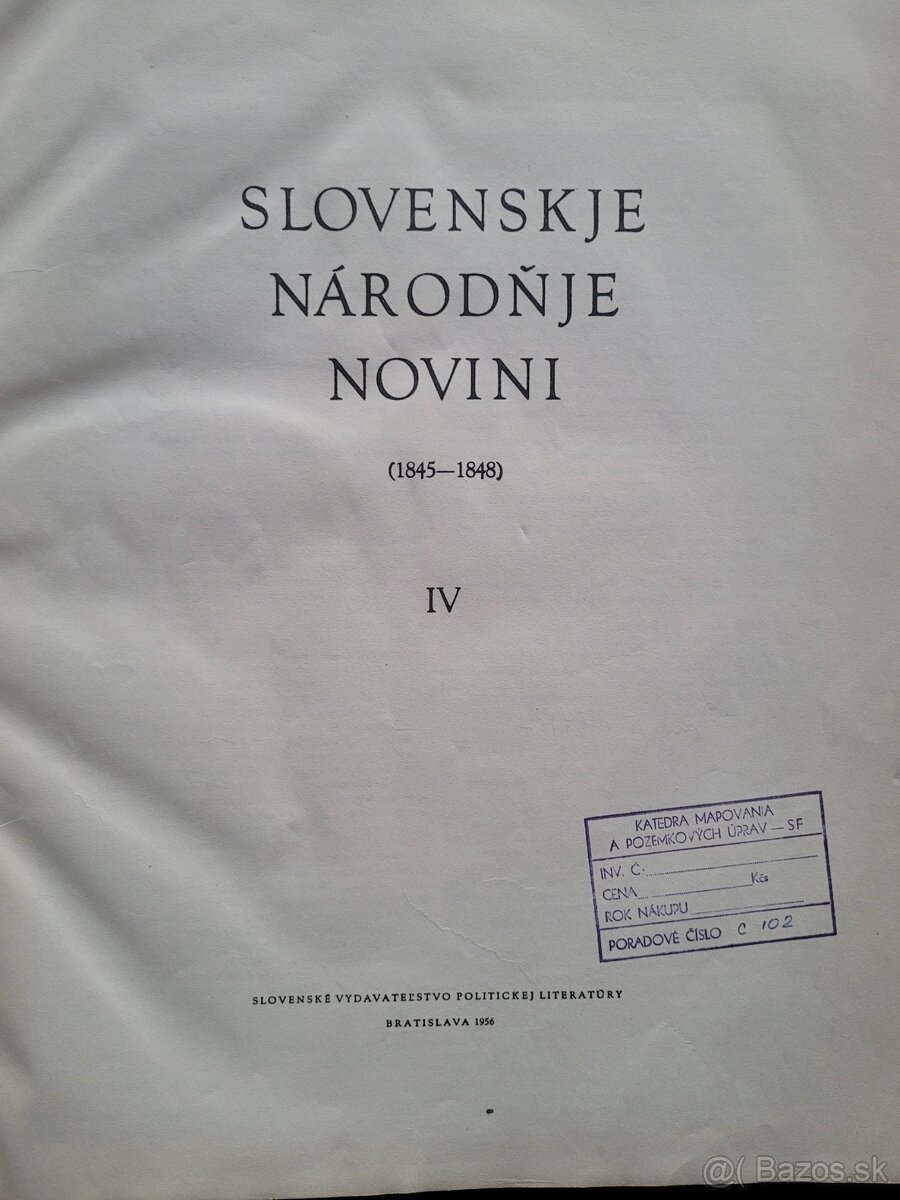 SLOVENSKJE
NÁRODŇJE
NOVINI
(1845—1848)
IV
KATEDRA MAPOVANIA
A POZEMKOVÝCH ÚPRAV — SF
INV. Č.
CENA Kčs
ROK NÁKUPU
PORADOVÉ ČÍSLO C 102
SLOVENSKÉ VYDAVATEĽSTVO POLITICKEJ LITERATÚRY
BRATISLAVA 1956
@( Bazos.sk